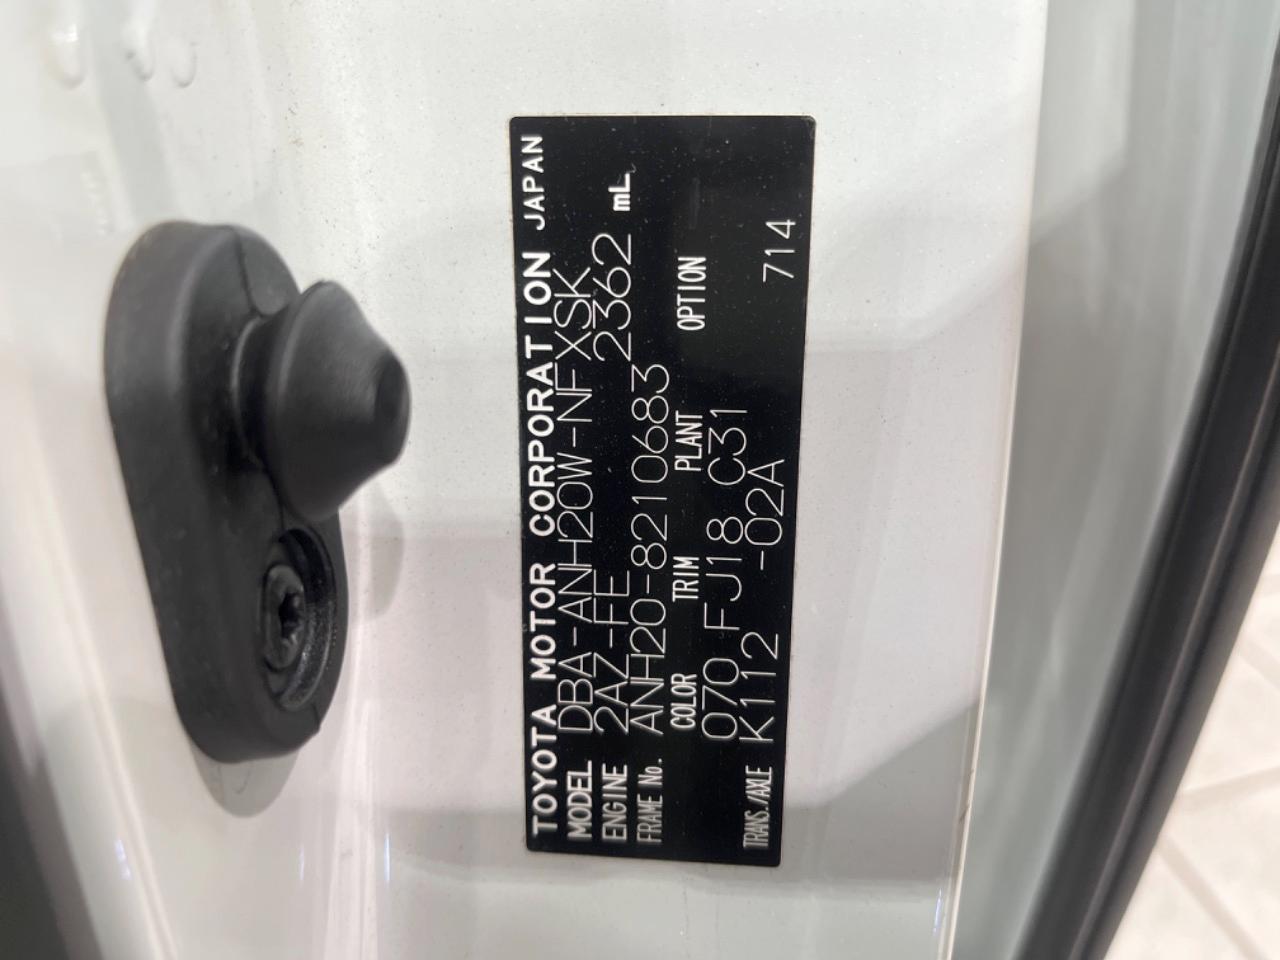 TOYOTA MOTOR CORPORATION JAPAN
MODEL DBA-ANH20W-NFXSK
ENGINE 2AZ-FE 2362 mL
FRAME No. ANH20-8210683
COLOR TRIM PLANT OPTION
070 FJ18 C31
TRANS./AXLE K112 -02A 714